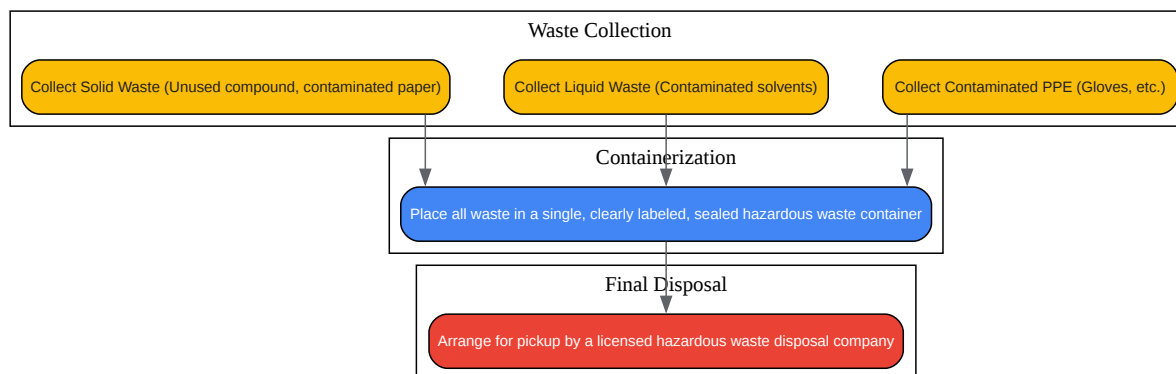 Waste Collection
Collect Solid Waste (Unused compound, contaminated paper)
Collect Liquid Waste (Contaminated solvents)
Collect Contaminated PPE (Gloves, etc.)
Containerization
Place all waste in a single, clearly labeled, sealed hazardous waste container
Final Disposal
Arrange for pickup by a licensed hazardous waste disposal company